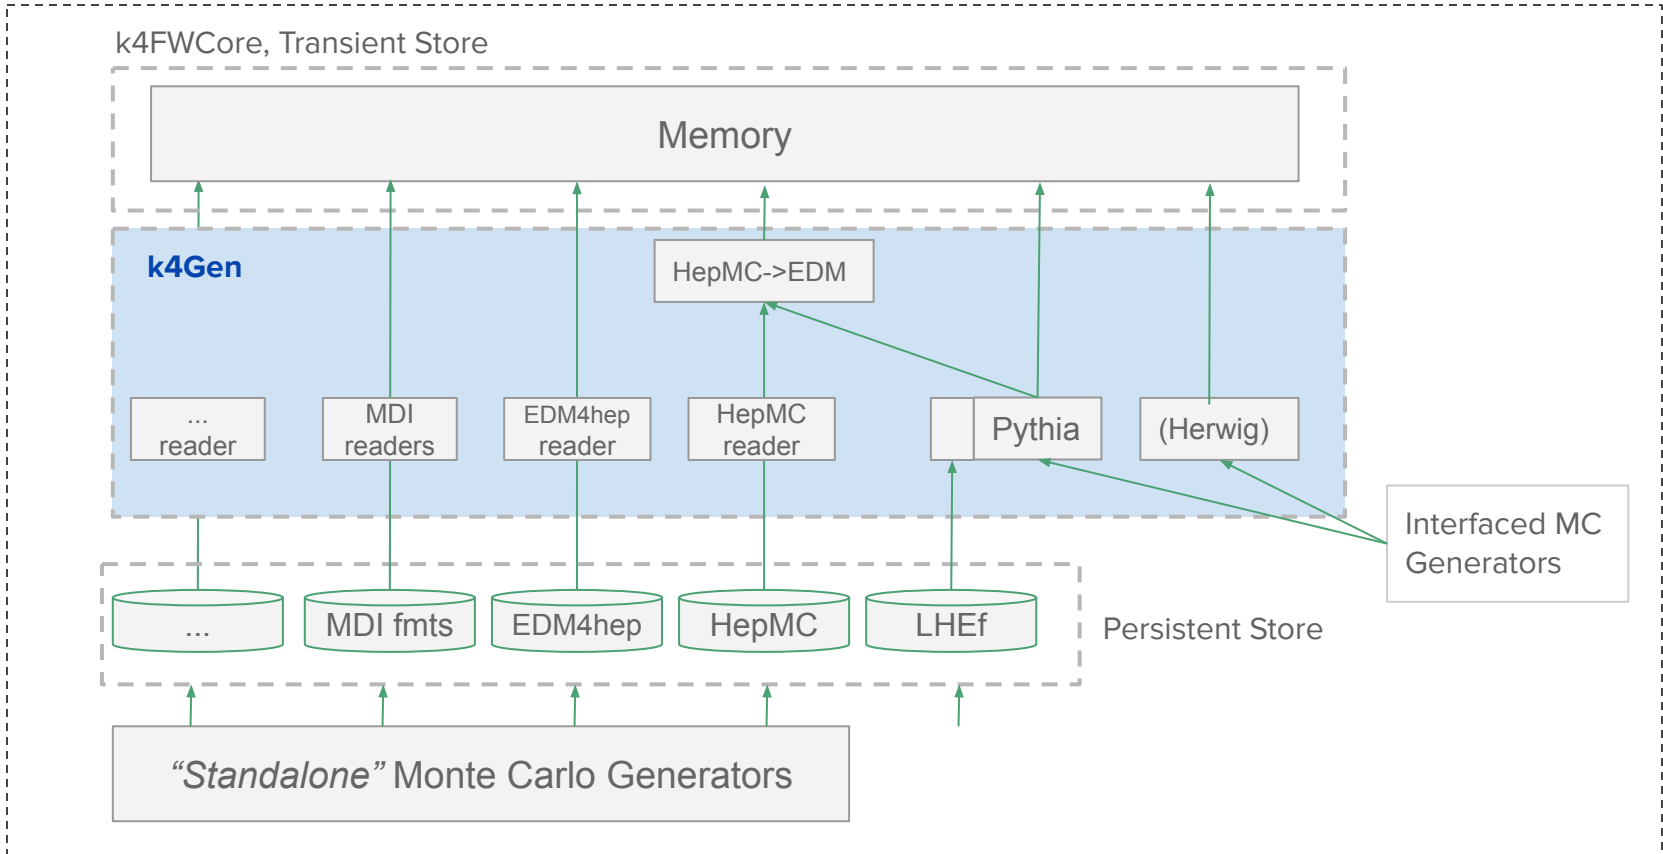 k4FWCore, Transient Store
Memory
k4Gen
HepMC->EDM
...
reader
MDI
readers
EDM4hep
reader
HepMC
reader
Pythia
(Herwig)
Interfaced MC
Generators
...
MDI fmts
EDM4hep
HepMC
LHEf
Persistent Store
“Standalone” Monte Carlo Generators